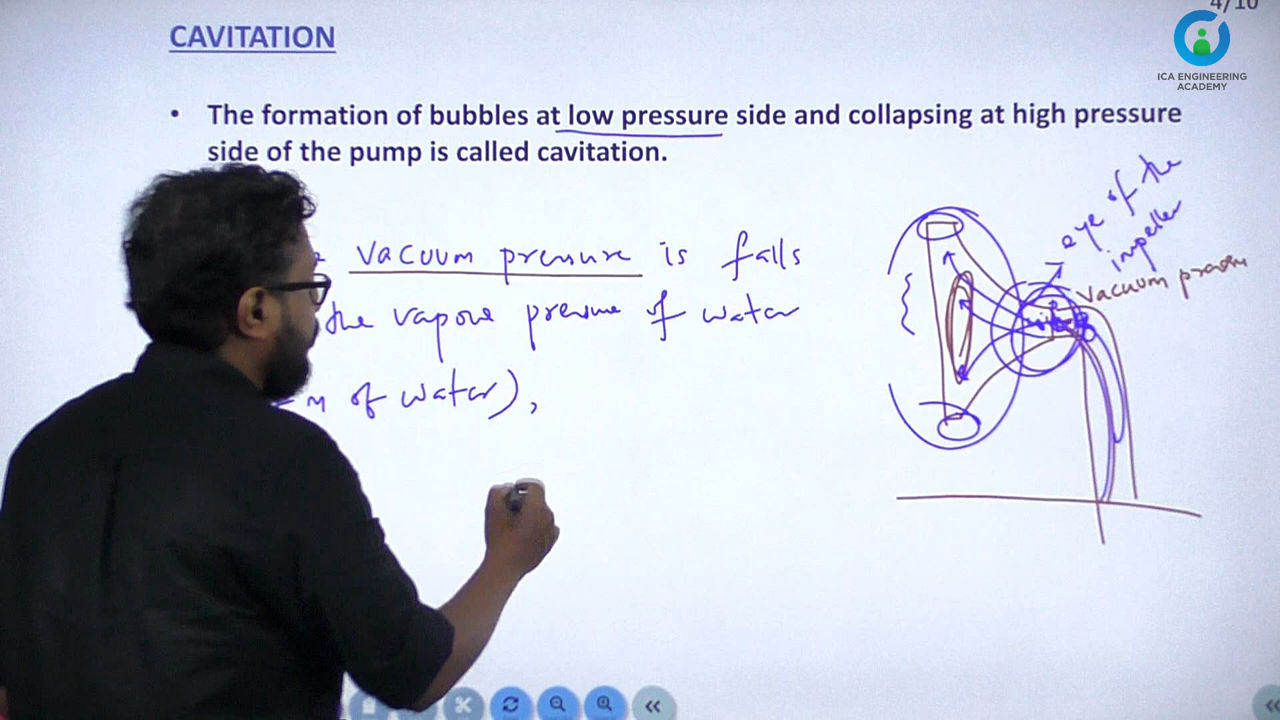 4/10
CAVITATION
ICA ENGINEERING
ACADEMY
• The formation of bubbles at low pressure side and collapsing at high pressure
side of the pump is called cavitation.
vacuum pressure is falls
the vapour pressure of water
m of water),
eye of the
impeller
vacuum pressure